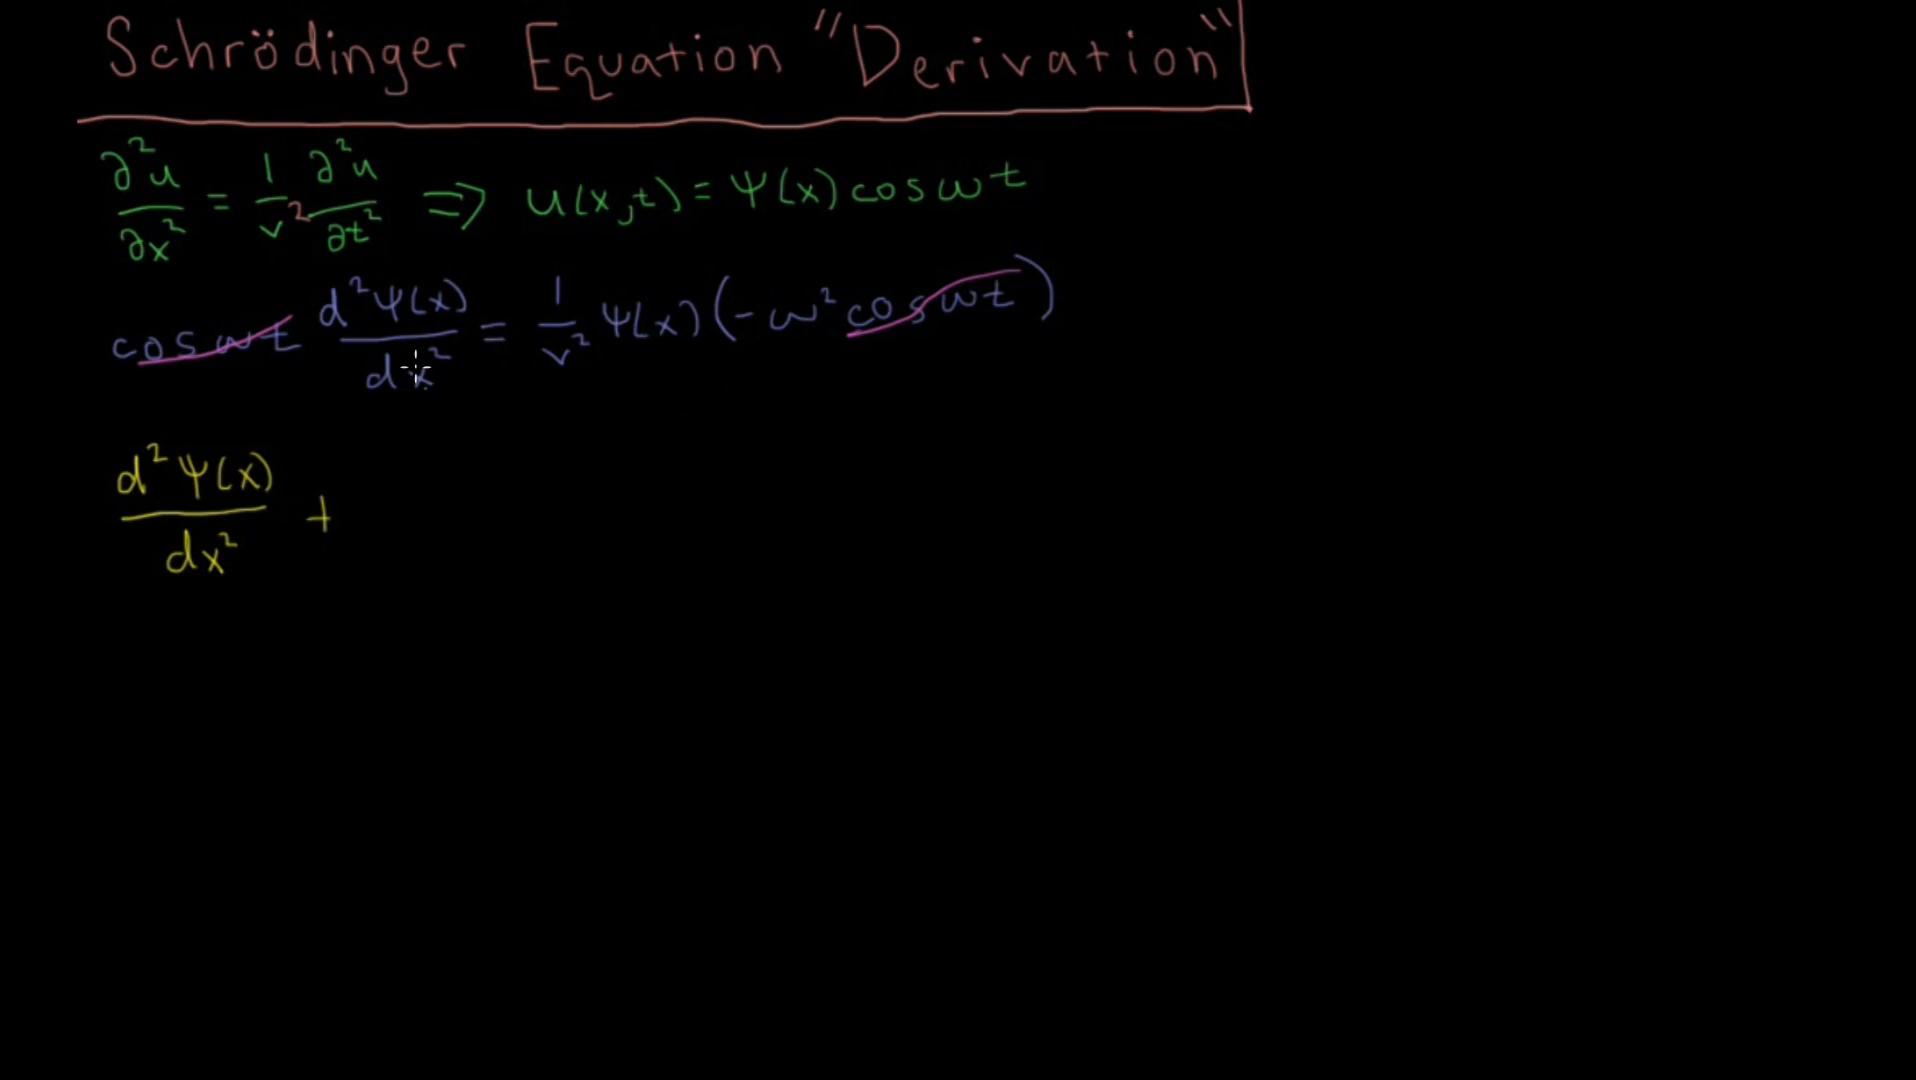 Schrödinger Equation "Derivation"
∂²u/∂x² = 1/v² ∂²u/∂t² ⇒ u(x,t) = Ψ(x) cos ωt
cos ωt d²Ψ(x)/dx² = 1/v² Ψ(x) (-ω² cos ωt)
d²Ψ(x)/dx² +